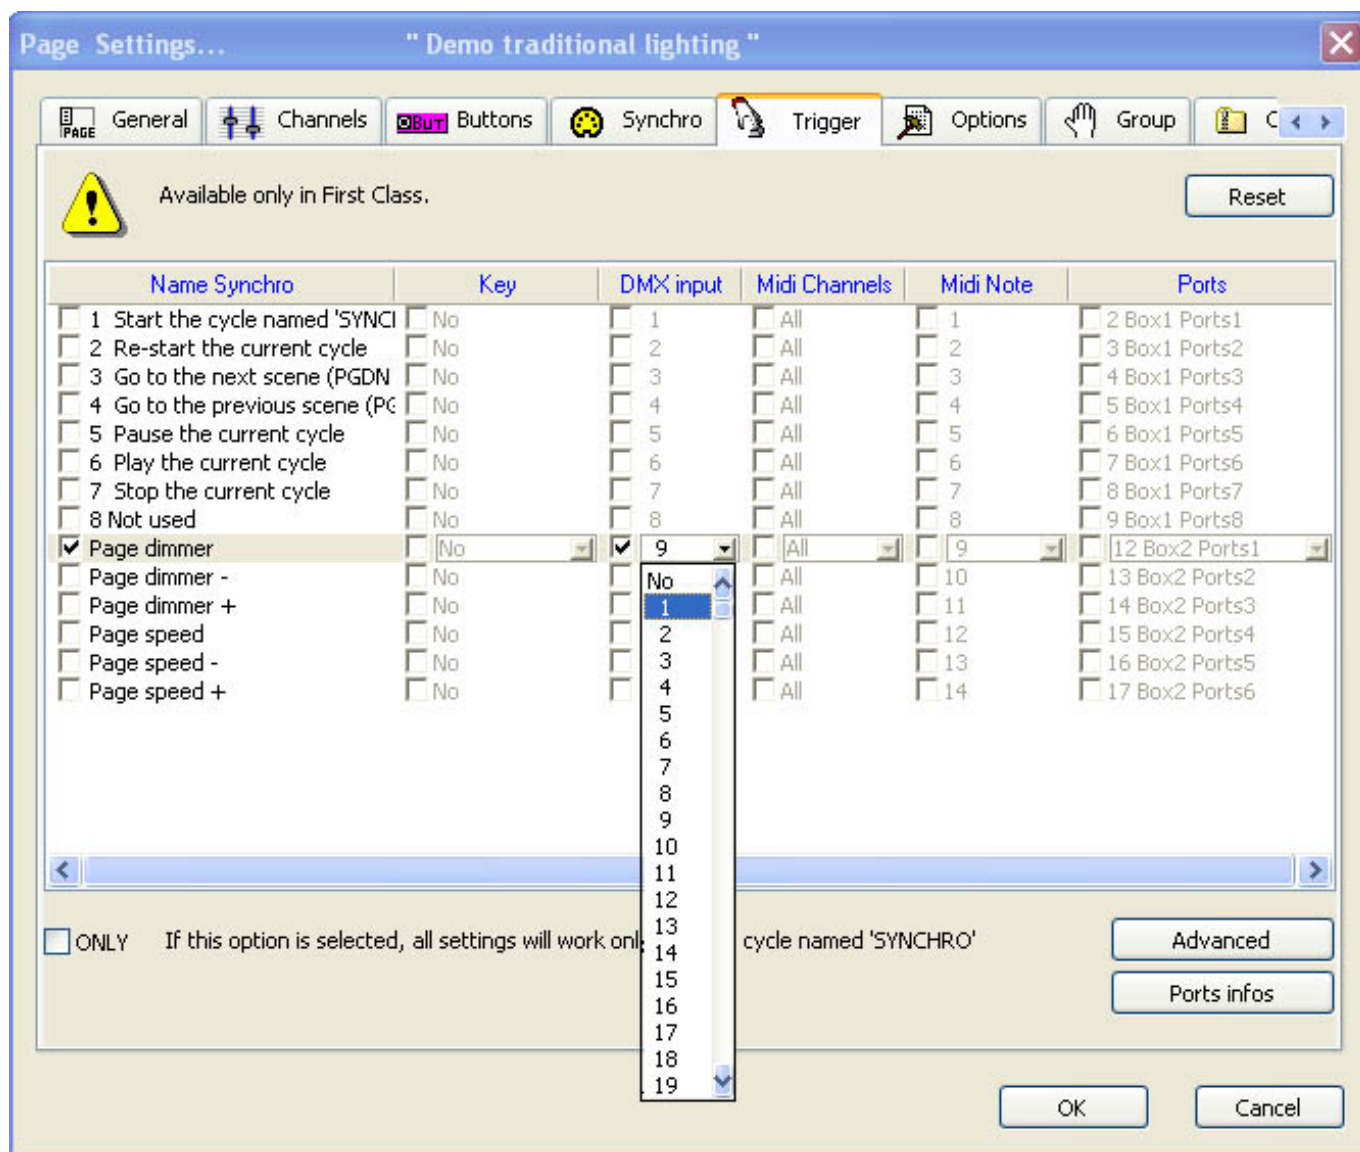 Page Settings... " Demo traditional lighting "
PAGE General Channels BUT Buttons Synchro Trigger Options Group C
Available only in First Class. Reset
Name Synchro Key DMX input Midi Channels Midi Note Ports
1 Start the cycle named 'SYNCI No 1 All 1 2 Box1 Ports1
2 Re-start the current cycle No 2 All 2 3 Box1 Ports2
3 Go to the next scene (PGDN No 3 All 3 4 Box1 Ports3
4 Go to the previous scene (PG No 4 All 4 5 Box1 Ports4
5 Pause the current cycle No 5 All 5 6 Box1 Ports5
6 Play the current cycle No 6 All 6 7 Box1 Ports6
7 Stop the current cycle No 7 All 7 8 Box1 Ports7
8 Not used No 8 All 8 9 Box1 Ports8
Page dimmer No 9 All 9 12 Box2 Ports1
Page dimmer - No No All 10 13 Box2 Ports2
Page dimmer + No 1 All 11 14 Box2 Ports3
Page speed No 2 All 12 15 Box2 Ports4
Page speed - No 3 All 13 16 Box2 Ports5
Page speed + No 4 All 14 17 Box2 Ports6
5
6
7
8
9
10
11
12
13
14
15
16
17
18
19
ONLY If this option is selected, all settings will work onl cycle named 'SYNCHRO'
Advanced
Ports infos
OK Cancel